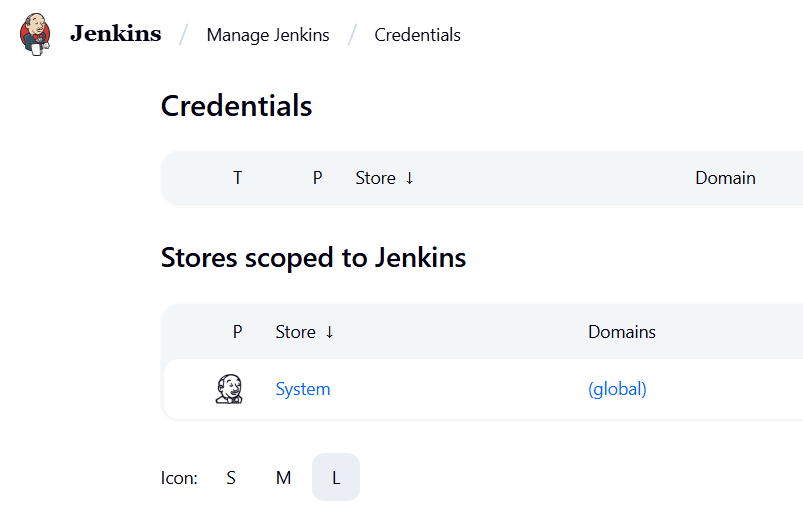 Jenkins / Manage Jenkins / Credentials
Credentials
T P Store ↓ Domain
Stores scoped to Jenkins
P Store ↓ Domains
System (global)
Icon: S M L